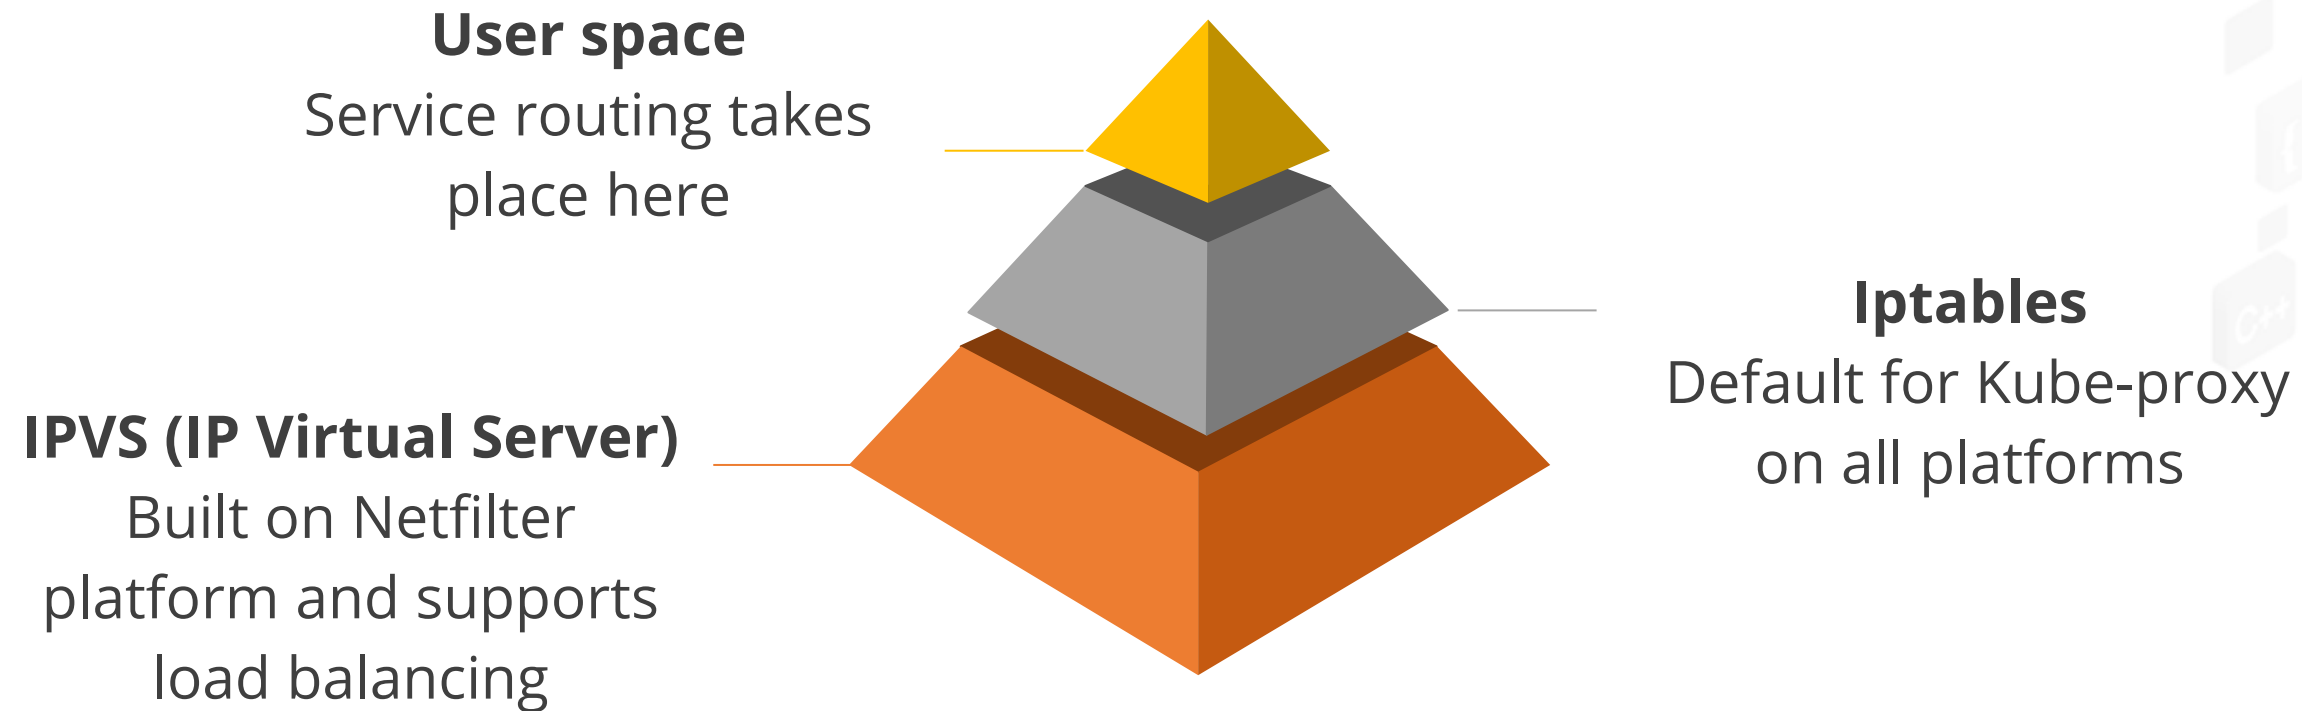 User space
Service routing takes
place here
Iptables
Default for Kube-proxy
on all platforms
IPVS (IP Virtual Server)
Built on Netfilter
platform and supports
load balancing
{
C++